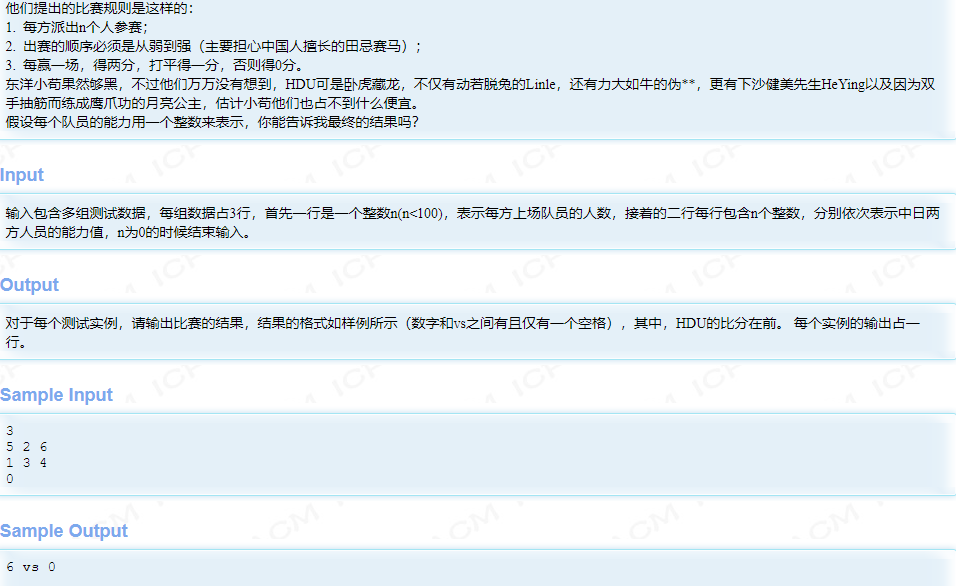 他们提出的比赛规则是这样的：
1. 每方派出n个人参赛；
2. 出赛的顺序必须是从弱到强（主要担心中国人擅长的田忌赛马）；
3. 每赢一场，得两分，打平得一分，否则得0分。
东洋小苟果然够黑，不过他们万万没有想到，HDU可是卧虎藏龙，不仅有动若脱兔的Linle，还有力大如牛的伪**，更有下沙健美先生HeYing以及因为双
手抽筋而练成鹰爪功的月亮公主，估计小苟他们也占不到什么便宜。
假设每个队员的能力用一个整数来表示，你能告诉我最终的结果吗？
Input
输入包含多组测试数据，每组数据占3行，首先一行是一个整数n(n<100)，表示每方上场队员的人数，接着的二行每行包含n个整数，分别依次表示中日两
方人员的能力值，n为0的时候结束输入。
Output
对于每个测试实例，请输出比赛的结果，结果的格式如样例所示（数字和vs之间有且仅有一个空格），其中，HDU的比分在前。 每个实例的输出占一
行。
Sample Input
3
5 2 6
1 3 4
0
Sample Output
6 vs 0